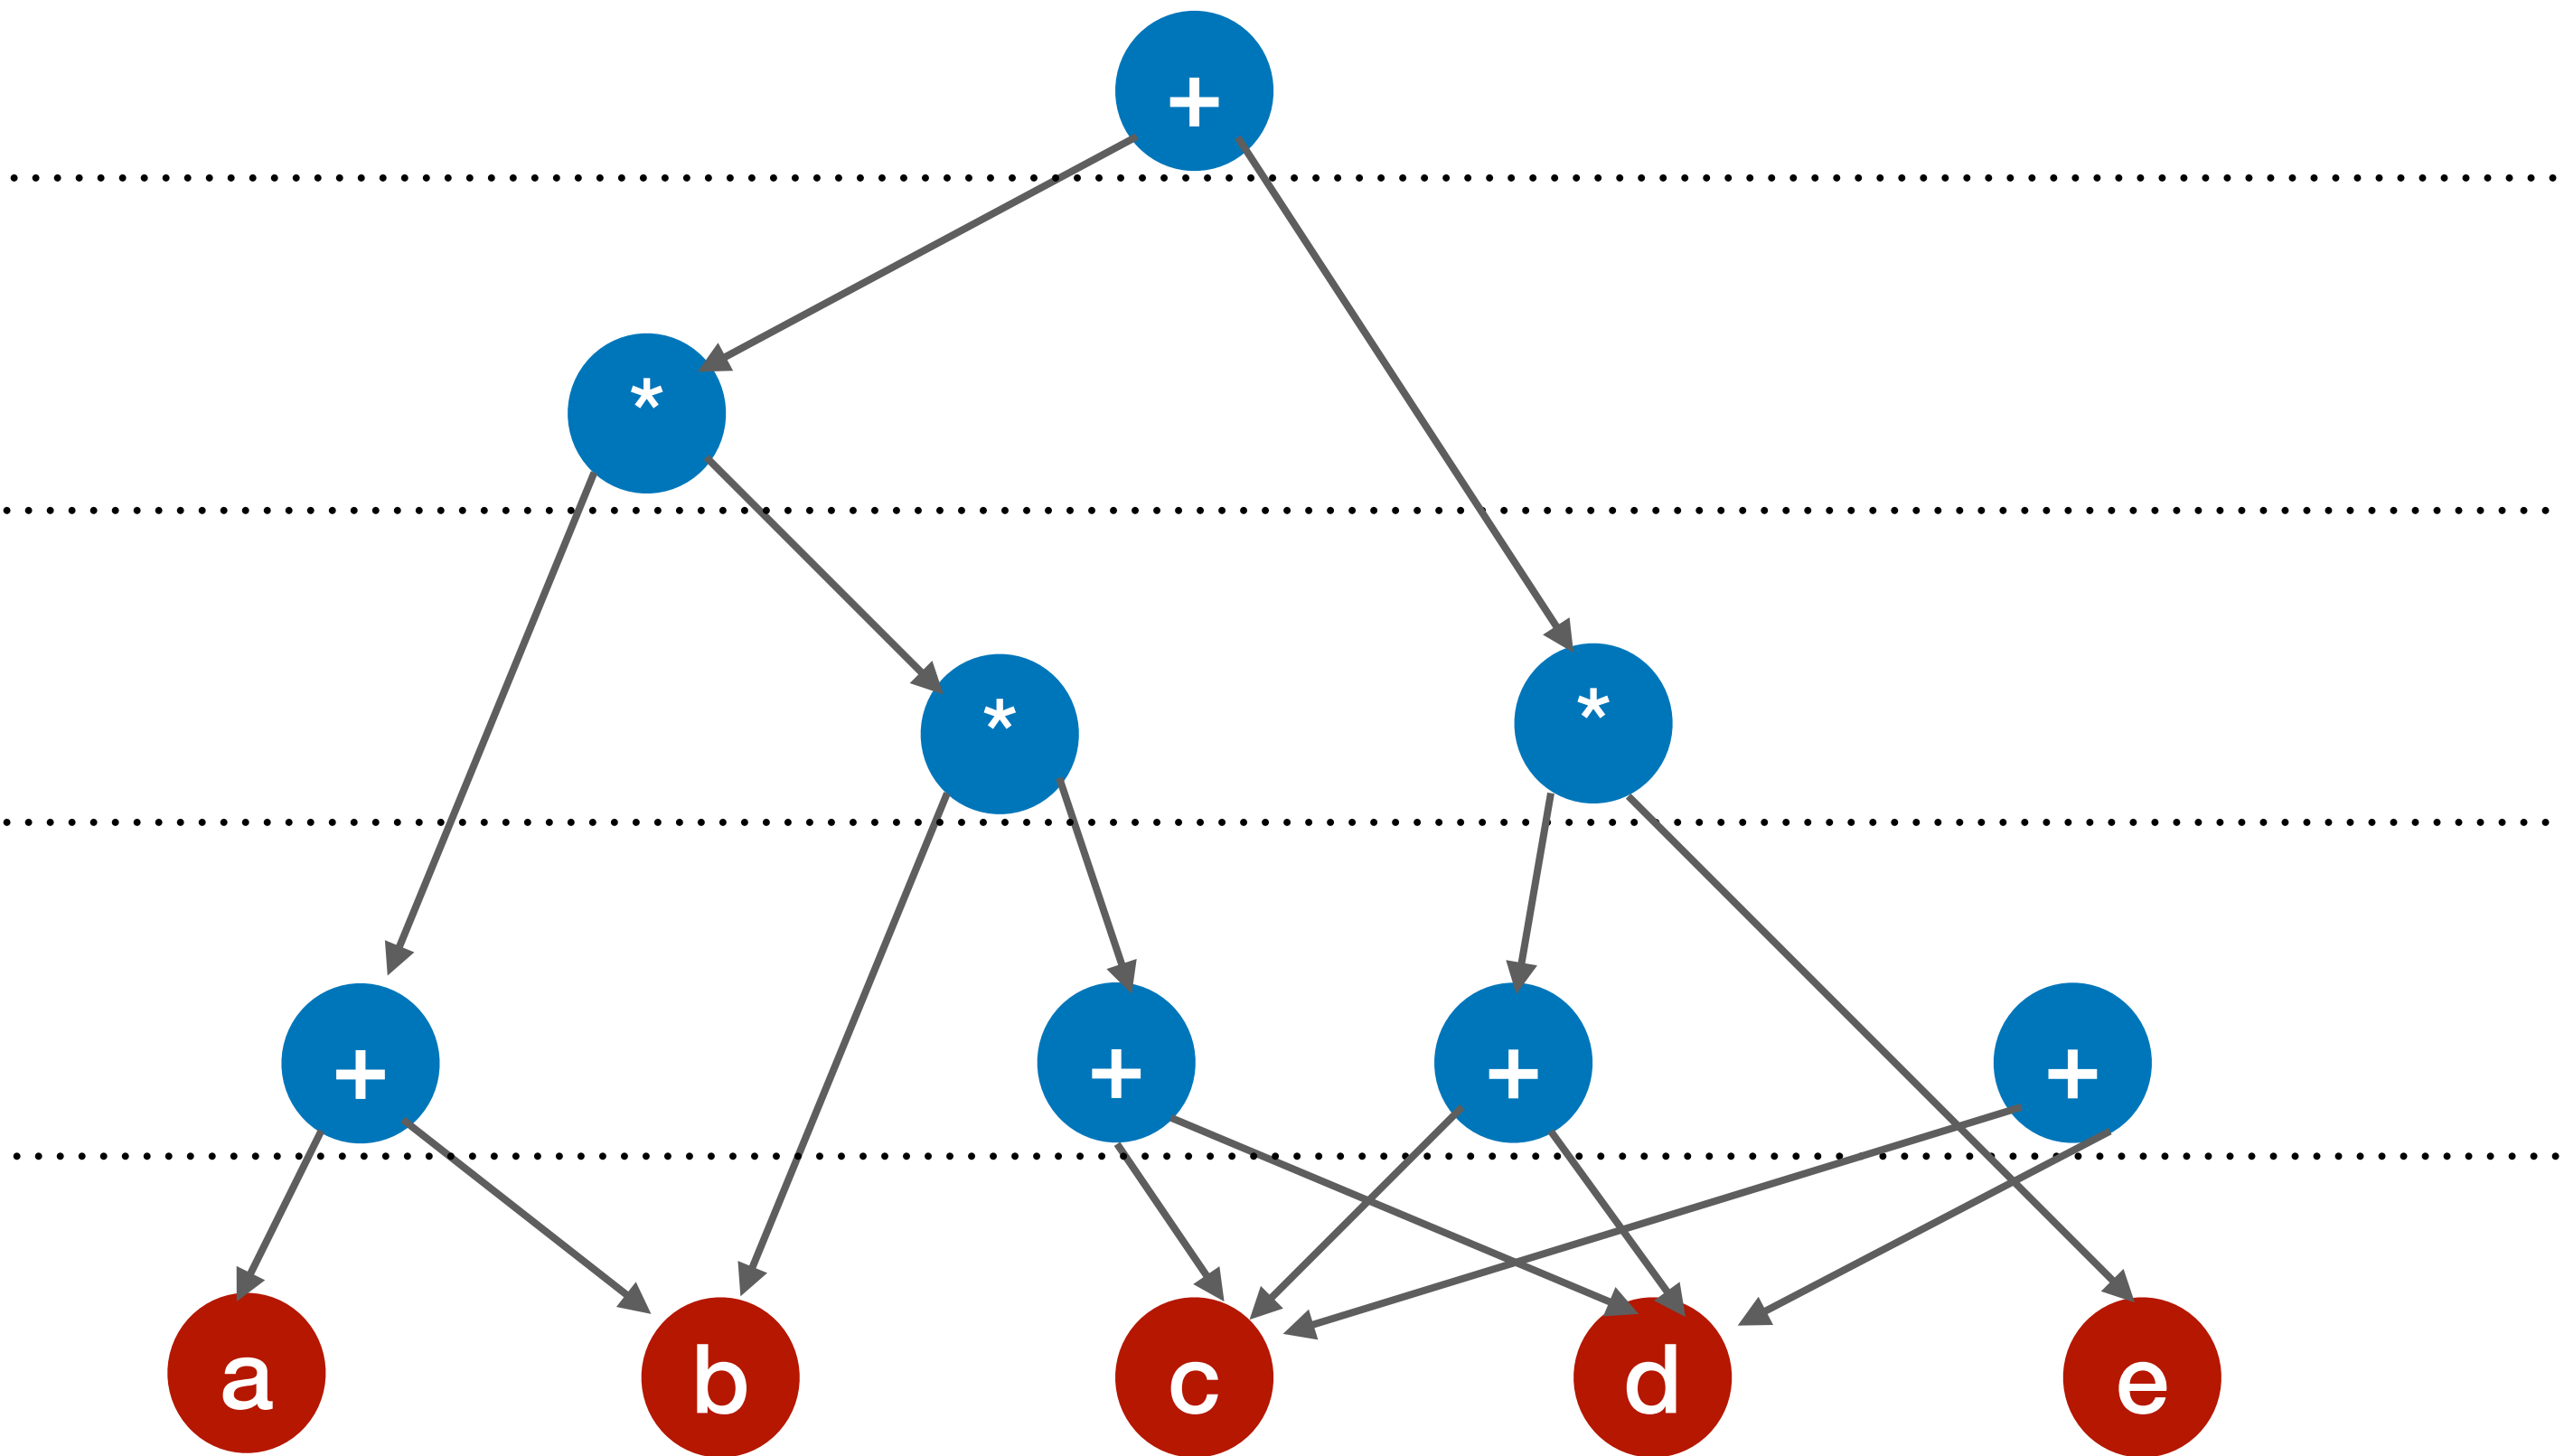 +
*
* *
+ + + +
a b c d e